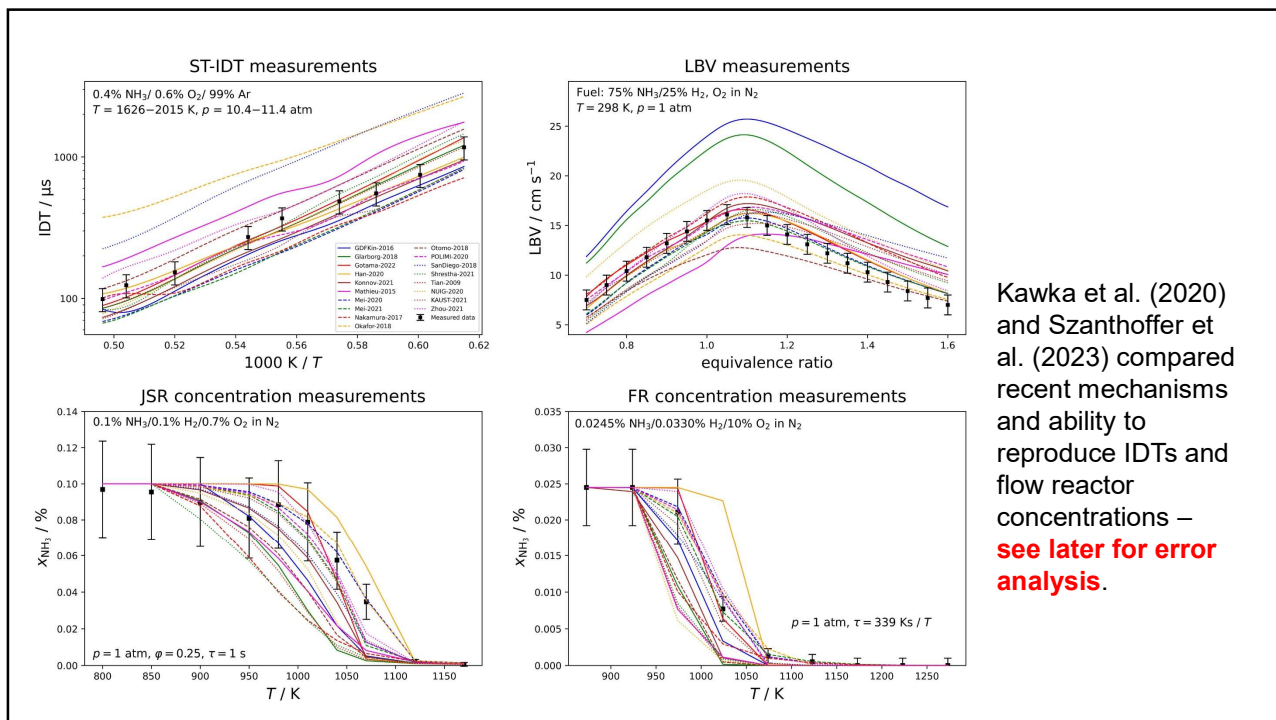 ST-IDT measurements
0.4% NH₃/ 0.6% O₂/ 99% Ar
T = 1626−2015 K, p = 10.4−11.4 atm
IDT / μs
1000
100
GDFKin-2016
Glarborg-2018
Gotama-2022
Han-2020
Konnov-2021
Mathieu-2015
Mei-2020
Mei-2021
Nakamura-2017
Okafor-2018
Otomo-2018
POLIMI-2020
SanDiego-2018
Shrestha-2021
Tian-2009
NUIG-2020
KAUST-2021
Zhou-2021
Measured data
0.50 0.52 0.54 0.56 0.58 0.60 0.62
1000 K / T
LBV measurements
Fuel: 75% NH₃/25% H₂, O₂ in N₂
T = 298 K, p = 1 atm
LBV / cm s⁻¹
25
20
15
10
5
0.8 1.0 1.2 1.4 1.6
equivalence ratio
JSR concentration measurements
0.1% NH₃/0.1% H₂/0.7% O₂ in N₂
x_NH₃ / %
0.14
0.12
0.10
0.08
0.06
0.04
0.02
0.00
p = 1 atm, φ = 0.25, τ = 1 s
800 850 900 950 1000 1050 1100 1150
T / K
FR concentration measurements
0.0245% NH₃/0.0330% H₂/10% O₂ in N₂
x_NH₃ / %
0.035
0.030
0.025
0.020
0.015
0.010
0.005
0.000
p = 1 atm, τ = 339 Ks / T
900 950 1000 1050 1100 1150 1200 1250
T / K
Kawka et al. (2020)
and Szanthoffer et
al. (2023) compared
recent mechanisms
and ability to
reproduce IDTs and
flow reactor
concentrations –
see later for error
analysis.